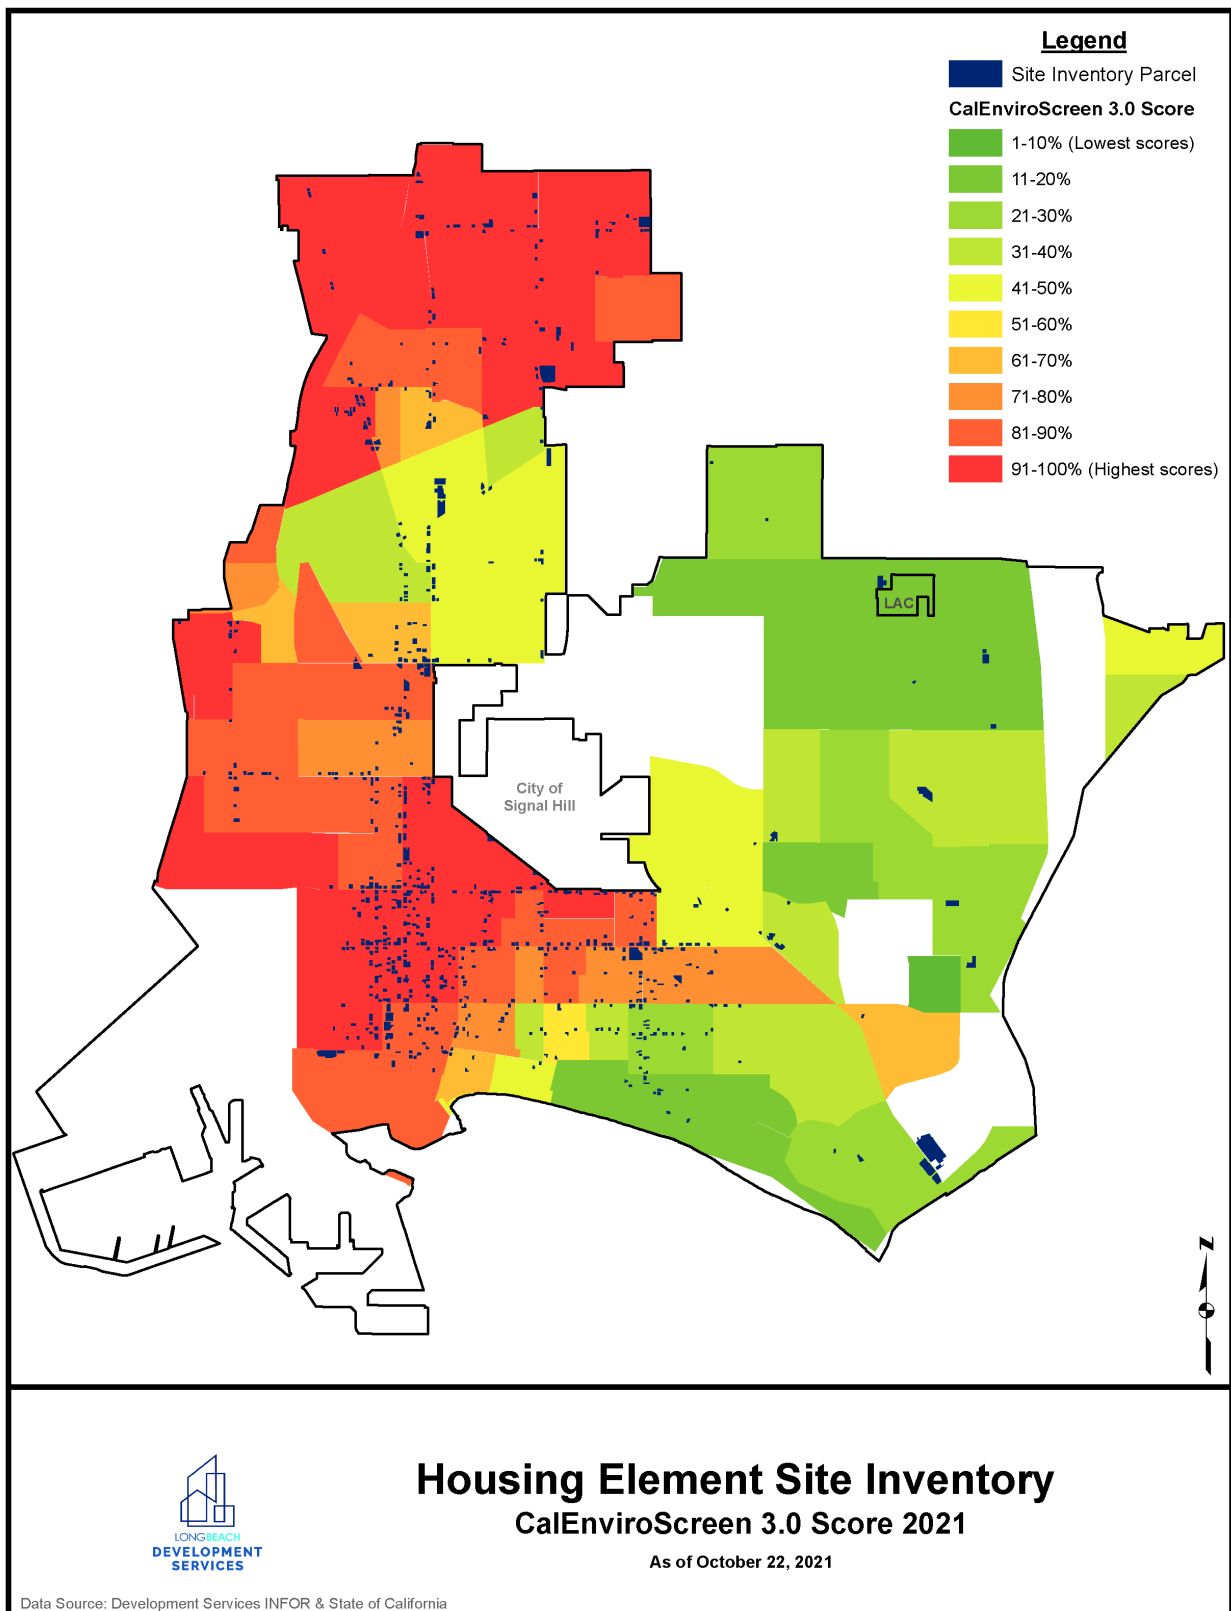 Legend
Site Inventory Parcel
CalEnviroScreen 3.0 Score
1-10% (Lowest scores)
11-20%
21-30%
31-40%
41-50%
51-60%
61-70%
71-80%
81-90%
91-100% (Highest scores)
LAC
City of
Signal Hill
Z
LONGBEACH
DEVELOPMENT
SERVICES
Housing Element Site Inventory
CalEnviroScreen 3.0 Score 2021
As of October 22, 2021
Data Source: Development Services INFOR & State of California